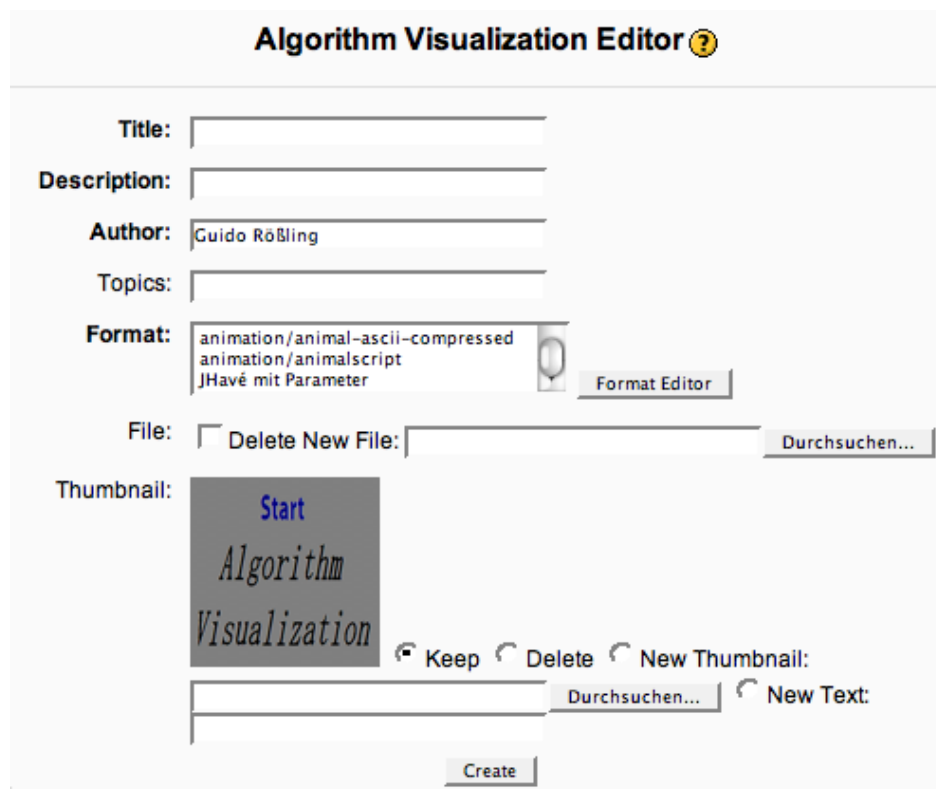 Algorithm Visualization Editor ?
Title:
Description:
Author: Guido Rößling
Topics:
Format: animation/animal-ascii-compressed
animation/animalscript
JHavé mit Parameter
Format Editor
File: Delete New File: Durchsuchen...
Thumbnail:
Start
Algorithm
Visualization
Keep Delete New Thumbnail:
Durchsuchen... New Text:
Create